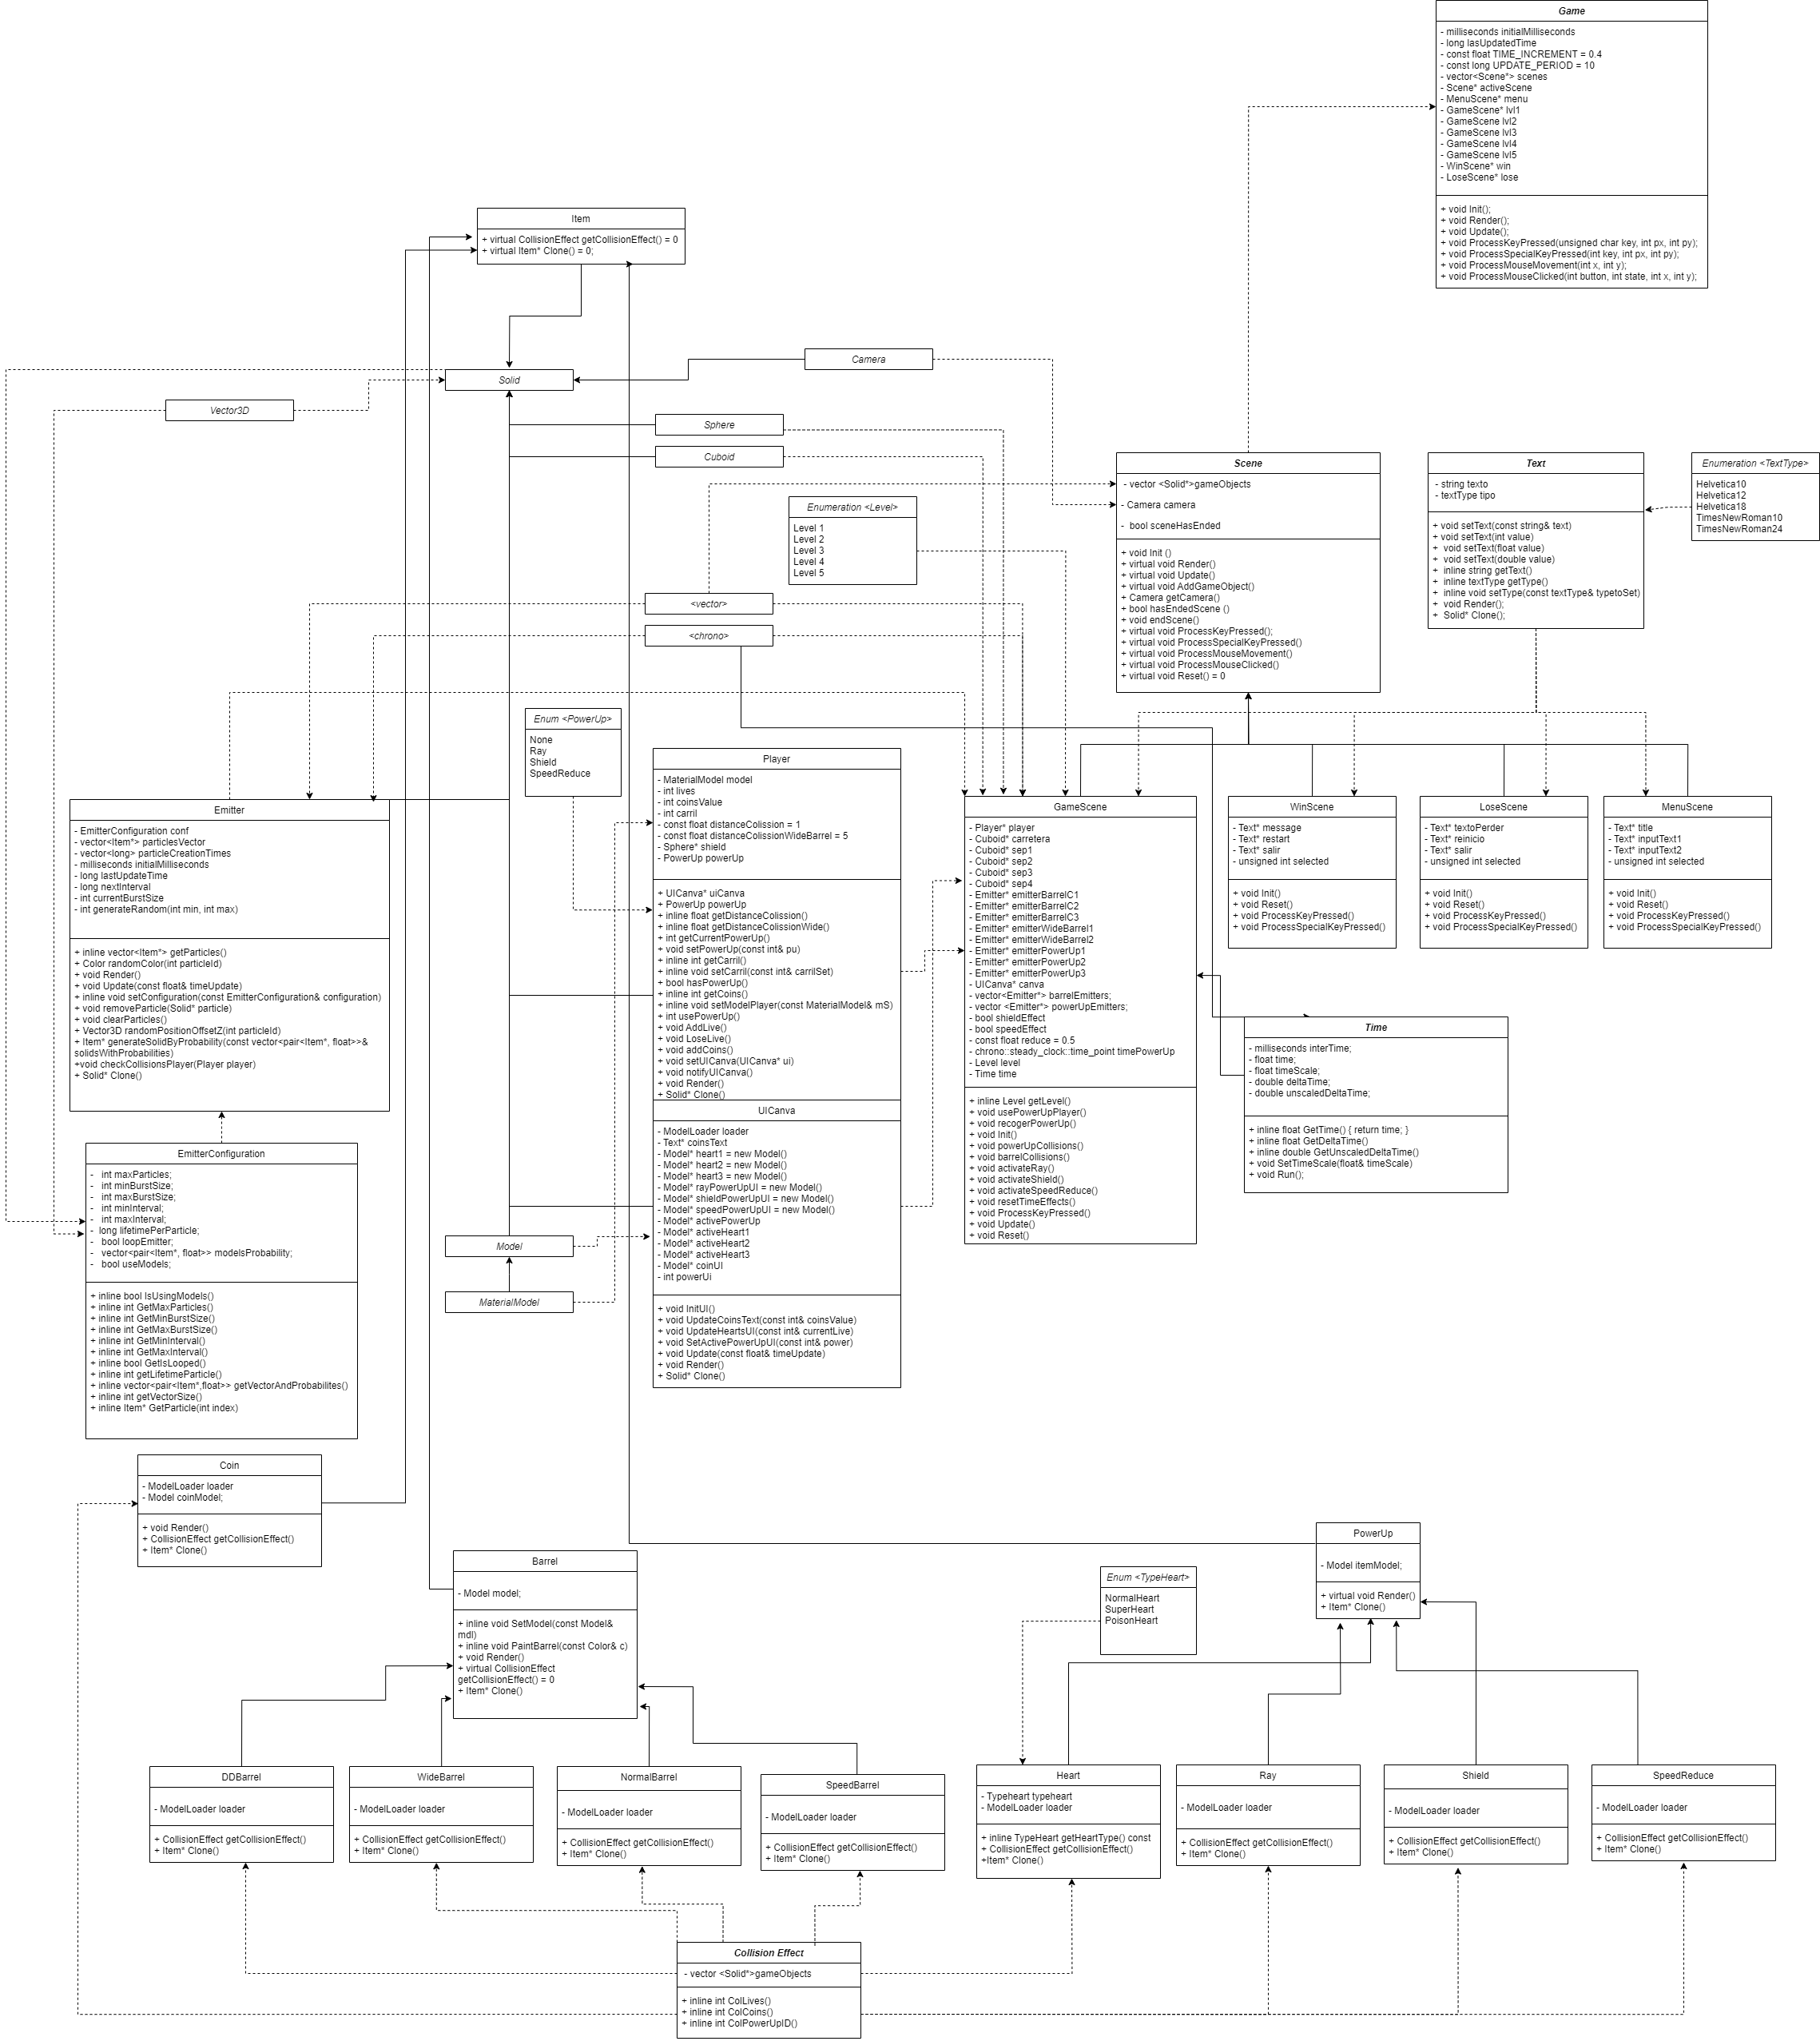 Game
- milliseconds initialMilliseconds
- long lasUpdatedTime
- const float TIME_INCREMENT = 0.4
- const long UPDATE_PERIOD = 10
- vector<Scene*> scenes
- Scene* activeScene
- MenuScene* menu
- GameScene* lvl1
- GameScene lvl2
- GameScene lvl3
- GameScene lvl4
- GameScene lvl5
- WinScene* win
- LoseScene* lose
+ void Init();
+ void Render();
+ void Update();
+ void ProcessKeyPressed(unsigned char key, int px, int py);
+ void ProcessSpecialKeyPressed(int key, int px, int py);
+ void ProcessMouseMovement(int x, int y);
+ void ProcessMouseClicked(int button, int state, int x, int y);
Item
+ virtual CollisionEffect getCollisionEffect() = 0
+ virtual Item* Clone() = 0;
Camera
Solid
Vector3D
Sphere
Cuboid
Enumeration <Level>
Level 1
Level 2
Level 3
Level 4
Level 5
Scene
- vector <Solid*>gameObjects
- Camera camera
- bool sceneHasEnded
+ void Init ()
+ virtual void Render()
+ virtual void Update()
+ virtual void AddGameObject()
+ Camera getCamera()
+ bool hasEndedScene ()
+ void endScene()
+ virtual void ProcessKeyPressed();
+ virtual void ProcessSpecialKeyPressed()
+ virtual void ProcessMouseMovement()
+ virtual void ProcessMouseClicked()
+ virtual void Reset() = 0
Text
- string texto
- textType tipo
+ void setText(const string& text)
+ void setText(int value)
+ void setText(float value)
+ void setText(double value)
+ inline string getText()
+ inline textType getType()
+ inline void setType(const textType& typetoSet)
+ void Render();
+ Solid* Clone();
Enumeration <TextType>
Helvetica10
Helvetica12
Helvetica18
TimesNewRoman10
TimesNewRoman24
<vector>
<chrono>
Enum <PowerUp>
None
Ray
Shield
SpeedReduce
Emitter
- EmitterConfiguration conf
- vector<Item*> particlesVector
- vector<long> particleCreationTimes
- milliseconds initialMilliseconds
- long lastUpdateTime
- long nextInterval
- int currentBurstSize
- int generateRandom(int min, int max)
+ inline vector<Item*> getParticles()
+ Color randomColor(int particleId)
+ void Render()
+ void Update(const float& timeUpdate)
+ inline void setConfiguration(const EmitterConfiguration& configuration)
+ void removeParticle(Solid* particle)
+ void clearParticles()
+ Vector3D randomPositionOffsetZ(int particleId)
+ Item* generateSolidByProbability(const vector<pair<Item*, float>>&
solidsWithProbabilities)
+void checkCollisionsPlayer(Player player)
+ Solid* Clone()
Player
- MaterialModel model
- int lives
- int coinsValue
- int carril
- const float distanceColission = 1
- const float distanceColissionWideBarrel = 5
- Sphere* shield
- PowerUp powerUp
+ UICanva* uiCanva
+ PowerUp powerUp
+ inline float getDistanceColission()
+ inline float getDistanceColissionWide()
+ int getCurrentPowerUp()
+ void setPowerUp(const int& pu)
+ inline int getCarril()
+ inline void setCarril(const int& carrilSet)
+ bool hasPowerUp()
+ inline int getCoins()
+ inline void setModelPlayer(const MaterialModel& mS)
+ int usePowerUp()
+ void AddLive()
+ void LoseLive()
+ void addCoins()
+ void setUICanva(UICanva* ui)
+ void notifyUICanva()
+ void Render()
+ Solid* Clone()
UICanva
- ModelLoader loader
- Text* coinsText
- Model* heart1 = new Model()
- Model* heart2 = new Model()
- Model* heart3 = new Model()
- Model* rayPowerUpUI = new Model()
- Model* shieldPowerUpUI = new Model()
- Model* speedPowerUpUI = new Model()
- Model* activePowerUp
- Model* activeHeart1
- Model* activeHeart2
- Model* activeHeart3
- Model* coinUI
- int powerUi
+ void InitUI()
+ void UpdateCoinsText(const int& coinsValue)
+ void UpdateHeartsUI(const int& currentLive)
+ void SetActivePowerUpUI(const int& power)
+ void Update(const float& timeUpdate)
+ void Render()
+ Solid* Clone()
GameScene
- Player* player
- Cuboid* carretera
- Cuboid* sep1
- Cuboid* sep2
- Cuboid* sep3
- Cuboid* sep4
- Emitter* emitterBarrelC1
- Emitter* emitterBarrelC2
- Emitter* emitterBarrelC3
- Emitter* emitterWideBarrel1
- Emitter* emitterWideBarrel2
- Emitter* emitterPowerUp1
- Emitter* emitterPowerUp2
- Emitter* emitterPowerUp3
- UICanva* canva
- vector<Emitter*> barrelEmitters;
- vector <Emitter*> powerUpEmitters;
- bool shieldEffect
- bool speedEffect
- const float reduce = 0.5
- chrono::steady_clock::time_point timePowerUp
- Level level
- Time time
+ inline Level getLevel()
+ void usePowerUpPlayer()
+ void recogerPowerUp()
+ void Init()
+ void powerUpCollisions()
+ void barrelCollisions()
+ void activateRay()
+ void activateShield()
+ void activateSpeedReduce()
+ void resetTimeEffects()
+ void ProcessKeyPressed()
+ void Update()
+ void Reset()
WinScene
- Text* message
- Text* restart
- Text* salir
- unsigned int selected
+ void Init()
+ void Reset()
+ void ProcessKeyPressed()
+ void ProcessSpecialKeyPressed()
LoseScene
- Text* textoPerder
- Text* reinicio
- Text* salir
- unsigned int selected
+ void Init()
+ void Reset()
+ void ProcessKeyPressed()
+ void ProcessSpecialKeyPressed()
MenuScene
- Text* title
- Text* inputText1
- Text* inputText2
- unsigned int selected
+ void Init()
+ void Reset()
+ void ProcessKeyPressed()
+ void ProcessSpecialKeyPressed()
Time
- milliseconds interTime;
- float time;
- float timeScale;
- double deltaTime;
- double unscaledDeltaTime;
+ inline float GetTime() { return time; }
+ inline float GetDeltaTime()
+ inline double GetUnscaledDeltaTime()
+ void SetTimeScale(float& timeScale)
+ void Run();
EmitterConfiguration
- int maxParticles;
- int minBurstSize;
- int maxBurstSize;
- int minInterval;
- int maxInterval;
- long lifetimePerParticle;
- bool loopEmitter;
- vector<pair<Item*, float>> modelsProbability;
- bool useModels;
+ inline bool IsUsingModels()
+ inline int GetMaxParticles()
+ inline int GetMinBurstSize()
+ inline int GetMaxBurstSize()
+ inline int GetMinInterval()
+ inline int GetMaxInterval()
+ inline bool GetIsLooped()
+ inline int getLifetimeParticle()
+ inline vector<pair<Item*,float>> getVectorAndProbabilites()
+ inline int getVectorSize()
+ inline Item* GetParticle(int index)
Model
MaterialModel
Coin
- ModelLoader loader
- Model coinModel;
+ void Render()
+ CollisionEffect getCollisionEffect()
+ Item* Clone()
Barrel
- Model model;
+ inline void SetModel(const Model&
mdl)
+ inline void PaintBarrel(const Color& c)
+ void Render()
+ virtual CollisionEffect
getCollisionEffect() = 0
+ Item* Clone()
PowerUp
- Model itemModel;
+ virtual void Render()
+ Item* Clone()
Enum <TypeHeart>
NormalHeart
SuperHeart
PoisonHeart
DDBarrel
- ModelLoader loader
+ CollisionEffect getCollisionEffect()
+ Item* Clone()
WideBarrel
- ModelLoader loader
+ CollisionEffect getCollisionEffect()
+ Item* Clone()
NormalBarrel
- ModelLoader loader
+ CollisionEffect getCollisionEffect()
+ Item* Clone()
SpeedBarrel
- ModelLoader loader
+ CollisionEffect getCollisionEffect()
+ Item* Clone()
Heart
- Typeheart typeheart
- ModelLoader loader
+ inline TypeHeart getHeartType() const
+ CollisionEffect getCollisionEffect()
+Item* Clone()
Ray
- ModelLoader loader
+ CollisionEffect getCollisionEffect()
+ Item* Clone()
Shield
- ModelLoader loader
+ CollisionEffect getCollisionEffect()
+ Item* Clone()
SpeedReduce
- ModelLoader loader
+ CollisionEffect getCollisionEffect()
+ Item* Clone()
Collision Effect
- vector <Solid*>gameObjects
+ inline int ColLives()
+ inline int ColCoins()
+ inline int ColPowerUpID()